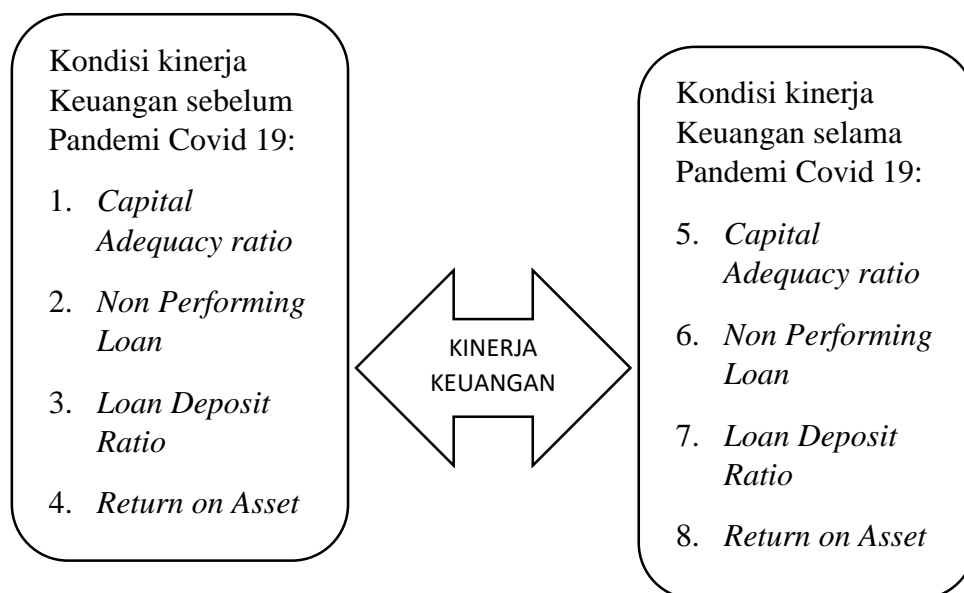 Kondisi kinerja
Keuangan sebelum
Pandemi Covid 19:
1. Capital
Adequacy ratio
2. Non Performing
Loan
3. Loan Deposit
Ratio
4. Return on Asset
KINERJA
KEUANGAN
Kondisi kinerja
Keuangan selama
Pandemi Covid 19:
5. Capital
Adequacy ratio
6. Non Performing
Loan
7. Loan Deposit
Ratio
8. Return on Asset